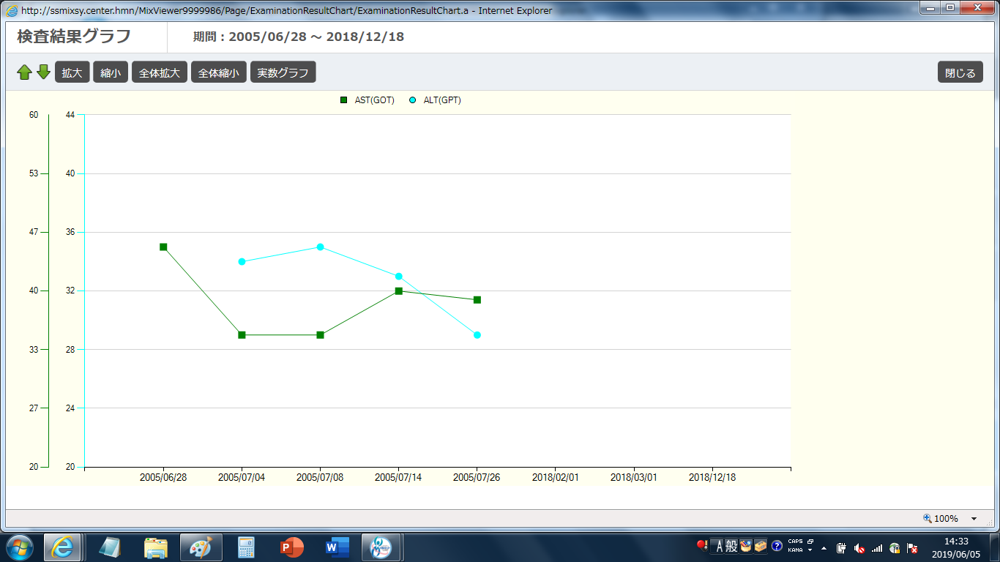 http://ssmixsy.center.hmn/MixViewer9999986/Page/ExaminationResultChart/ExaminationResultChart.a - Internet Explorer
検査結果グラフ 期間：2005/06/28 ～ 2018/12/18
拡大 縮小 全体拡大 全体縮小 実数グラフ 閉じる
AST(GOT) ALT(GPT)
60 44
53 40
47 36
40 32
33 28
27 24
20 20
2005/06/28 2005/07/04 2005/07/08 2005/07/14 2005/07/26 2018/02/01 2018/03/01 2018/12/18
100%
A 般 CAPS KANA
14:33
2019/06/05